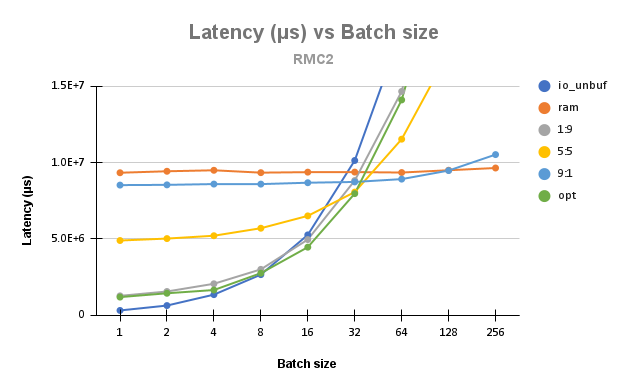 Latency (μs) vs Batch size
RMC2
1.5E+7
1.0E+7
5.0E+6
0
Latency (μs)
1 2 4 8 16 32 64 128 256
Batch size
io_unbuf
ram
1:9
5:5
9:1
opt